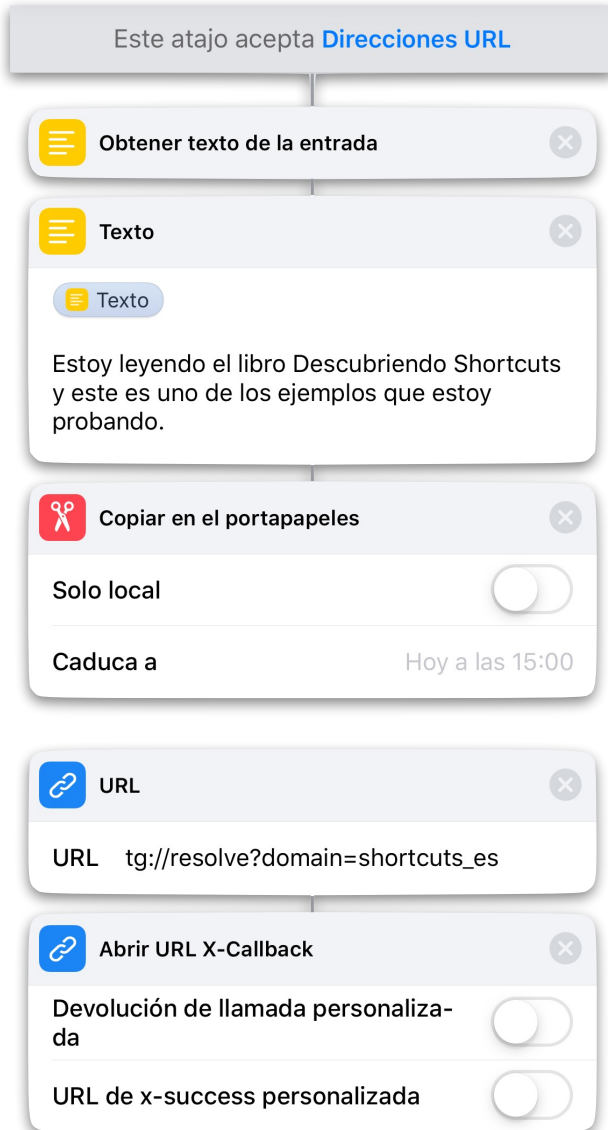 Este atajo acepta Direcciones URL
Obtener texto de la entrada
Texto
Texto
Estoy leyendo el libro Descubriendo Shortcuts
y este es uno de los ejemplos que estoy
probando.
Copiar en el portapapeles
Solo local
Caduca a Hoy a las 15:00
URL
URL tg://resolve?domain=shortcuts_es
Abrir URL X-Callback
Devolución de llamada personaliza-
da
URL de x-success personalizada